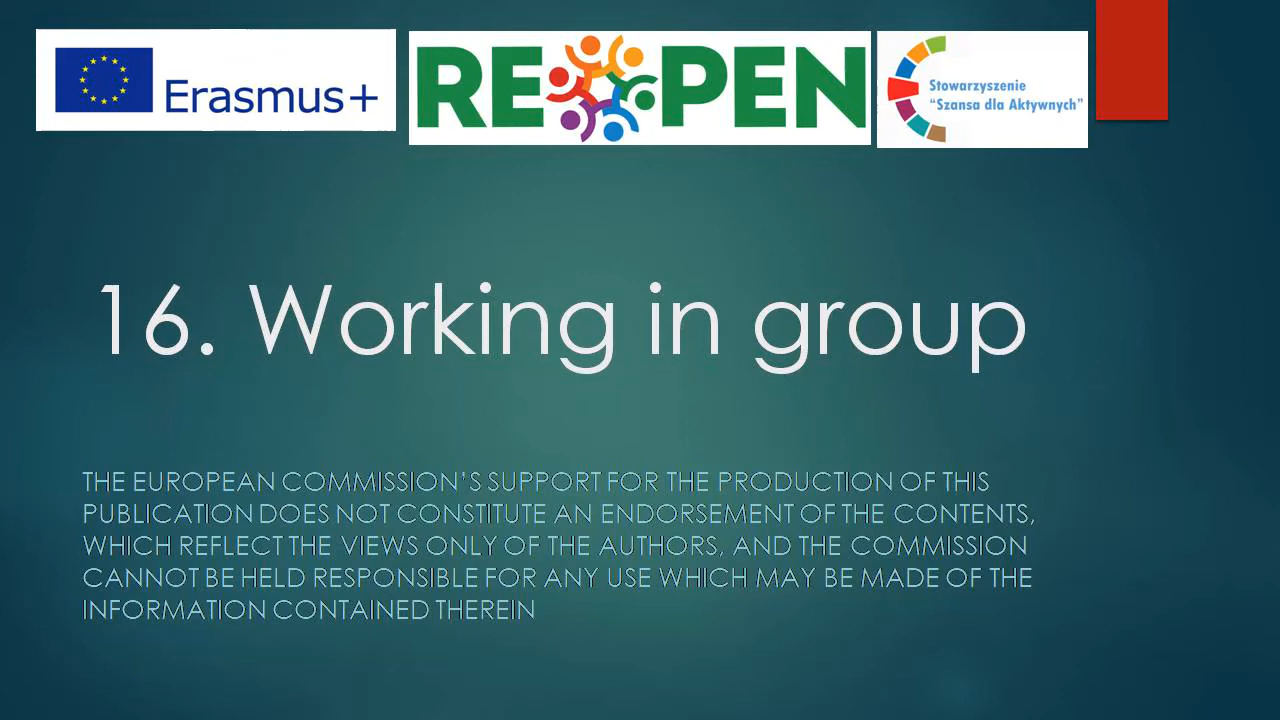 Erasmus+
REOPEN
Stowarzyszenie
"Szansa dla Aktywnych"
16. Working in group
THE EUROPEAN COMMISSION'S SUPPORT FOR THE PRODUCTION OF THIS
PUBLICATION DOES NOT CONSTITUTE AN ENDORSEMENT OF THE CONTENTS,
WHICH REFLECT THE VIEWS ONLY OF THE AUTHORS, AND THE COMMISSION
CANNOT BE HELD RESPONSIBLE FOR ANY USE WHICH MAY BE MADE OF THE
INFORMATION CONTAINED THEREIN